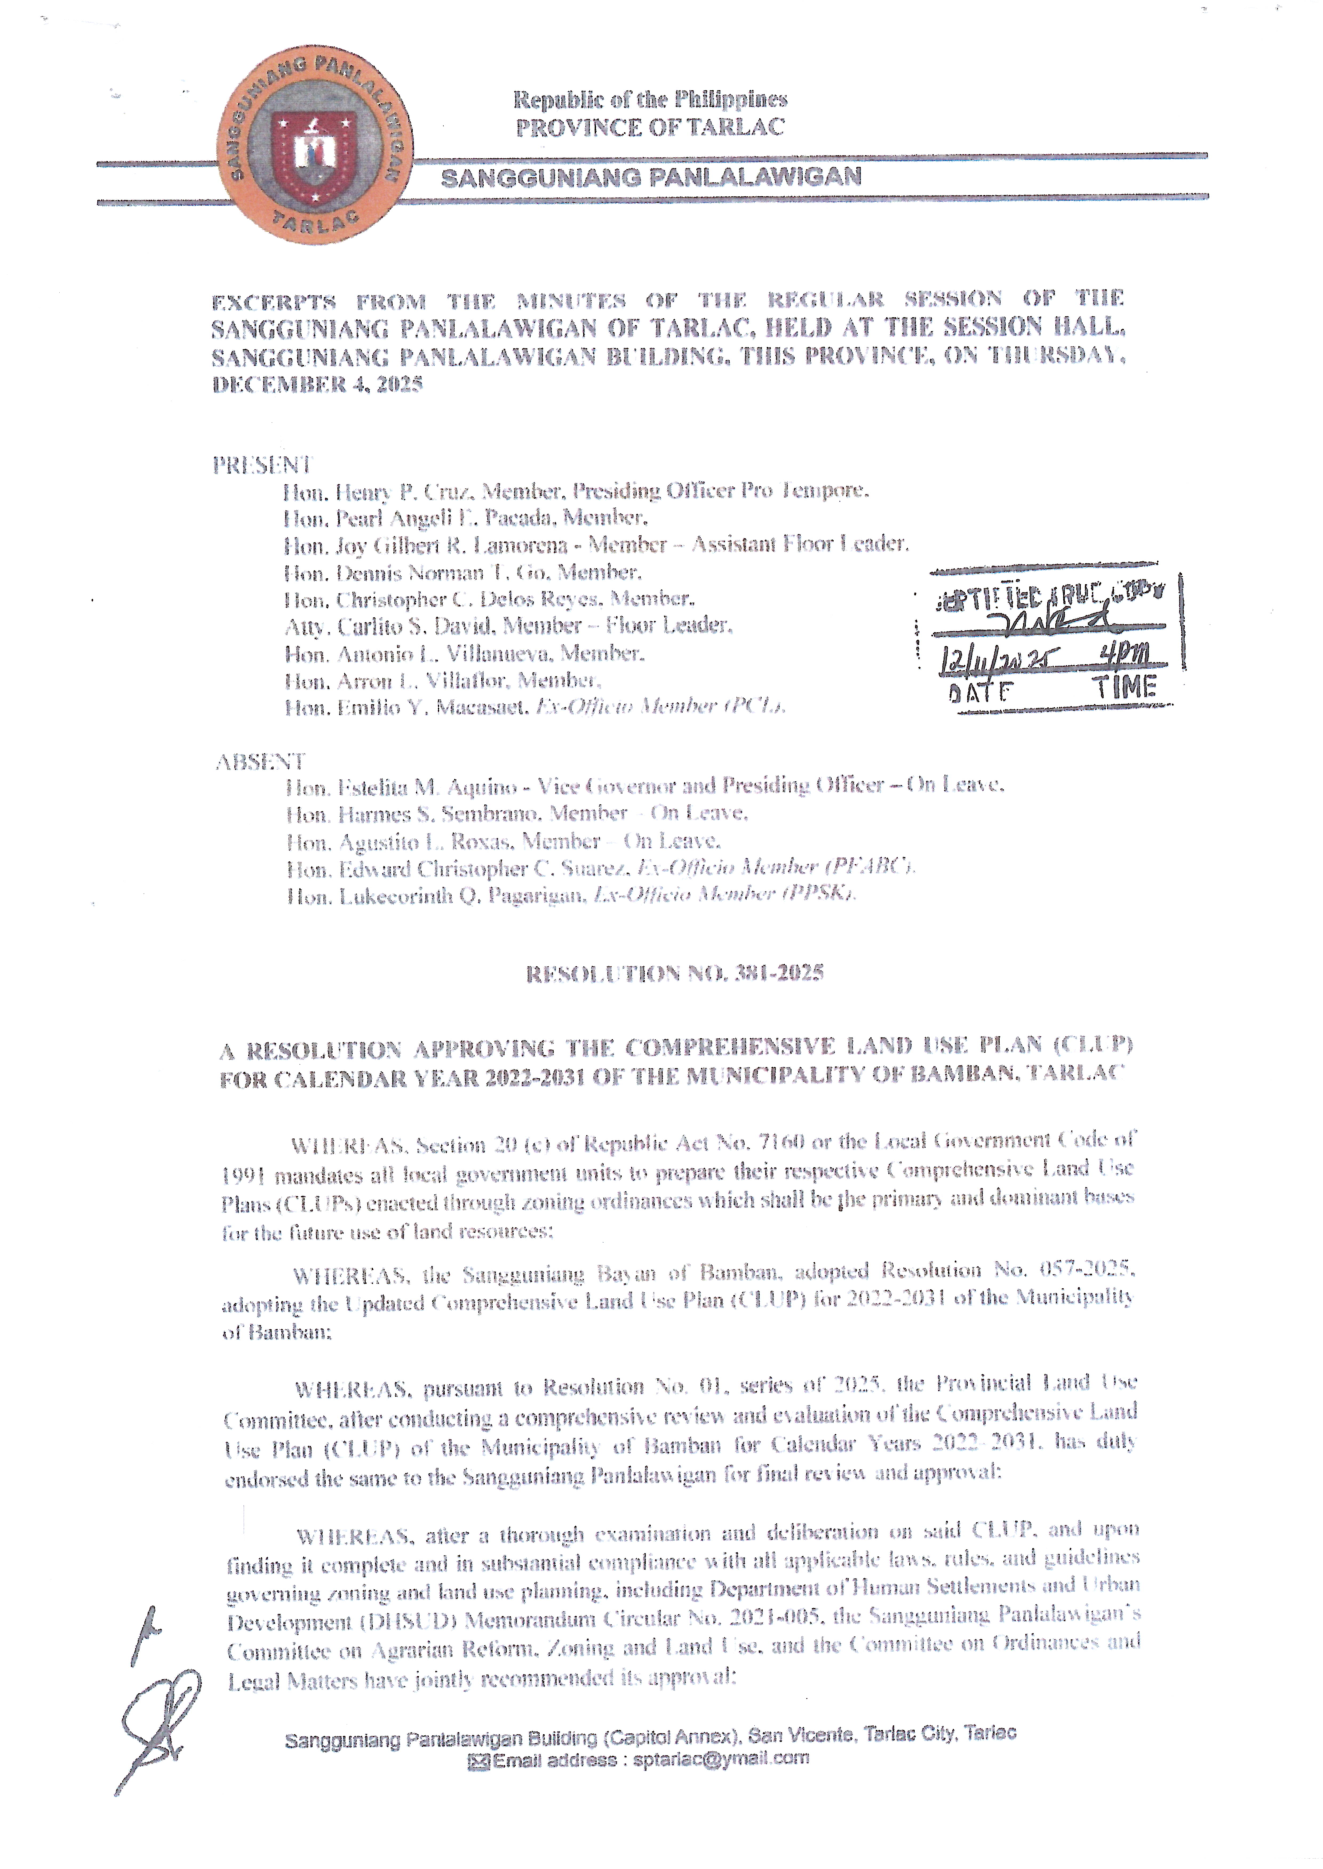 SANGGUNIANG PANLALAWIGAN
TARLAC
Republic of the Philippines
PROVINCE OF TARLAC
SANGGUNIANG PANLALAWIGAN
EXCERPTS FROM THE MINUTES OF THE REGULAR SESSION OF THE
SANGGUNIANG PANLALAWIGAN OF TARLAC, HELD AT THE SESSION HALL,
SANGGUNIANG PANLALAWIGAN BUILDING, THIS PROVINCE, ON THURSDAY,
DECEMBER 4, 2025
PRESENT
Hon. Henry P. Cruz, Member, Presiding Officer Pro Tempore.
Hon. Pearl Angeli E. Pacada, Member.
Hon. Joy Gilbert R. Lamorena - Member – Assistant Floor Leader.
Hon. Dennis Norman T. Go, Member.
Hon. Christopher C. Delos Reyes, Member.
Atty. Carlito S. David, Member – Floor Leader.
Hon. Antonio L. Villanueva, Member.
Hon. Arron L. Villaflor, Member.
Hon. Emilio Y. Macasaet, Ex-Officio Member (PCL).
CERTIFIED TRUE COPY
12/11/2025 4PM
DATE TIME
ABSENT
Hon. Estelita M. Aquino - Vice Governor and Presiding Officer – On Leave.
Hon. Harmes S. Sembrano, Member – On Leave.
Hon. Agustito L. Roxas, Member – On Leave.
Hon. Edward Christopher C. Suarez, Ex-Officio Member (PFABC).
Hon. Lukecorinth Q. Pagarigan, Ex-Officio Member (PPSK).
RESOLUTION NO. 381-2025
A RESOLUTION APPROVING THE COMPREHENSIVE LAND USE PLAN (CLUP)
FOR CALENDAR YEAR 2022-2031 OF THE MUNICIPALITY OF BAMBAN, TARLAC
WHEREAS, Section 20 (c) of Republic Act No. 7160 or the Local Government Code of
1991 mandates all local government units to prepare their respective Comprehensive Land Use
Plans (CLUPs) enacted through zoning ordinances which shall be the primary and dominant bases
for the future use of land resources;
WHEREAS, the Sangguniang Bayan of Bamban, adopted Resolution No. 057-2025,
adopting the Updated Comprehensive Land Use Plan (CLUP) for 2022-2031 of the Municipality
of Bamban;
WHEREAS, pursuant to Resolution No. 01, series of 2025, the Provincial Land Use
Committee, after conducting a comprehensive review and evaluation of the Comprehensive Land
Use Plan (CLUP) of the Municipality of Bamban for Calendar Years 2022-2031, has duly
endorsed the same to the Sangguniang Panlalawigan for final review and approval;
WHEREAS, after a thorough examination and deliberation on said CLUP, and upon
finding it complete and in substantial compliance with all applicable laws, rules, and guidelines
governing zoning and land use planning, including Department of Human Settlements and Urban
Development (DHSUD) Memorandum Circular No. 2021-005, the Sangguniang Panlalawigan's
Committee on Agrarian Reform, Zoning and Land Use, and the Committee on Ordinances and
Legal Matters have jointly recommended its approval;
Sangguniang Panlalawigan Building (Capitol Annex), San Vicente, Tarlac City, Tarlac
Email address : sptarlac@ymail.com